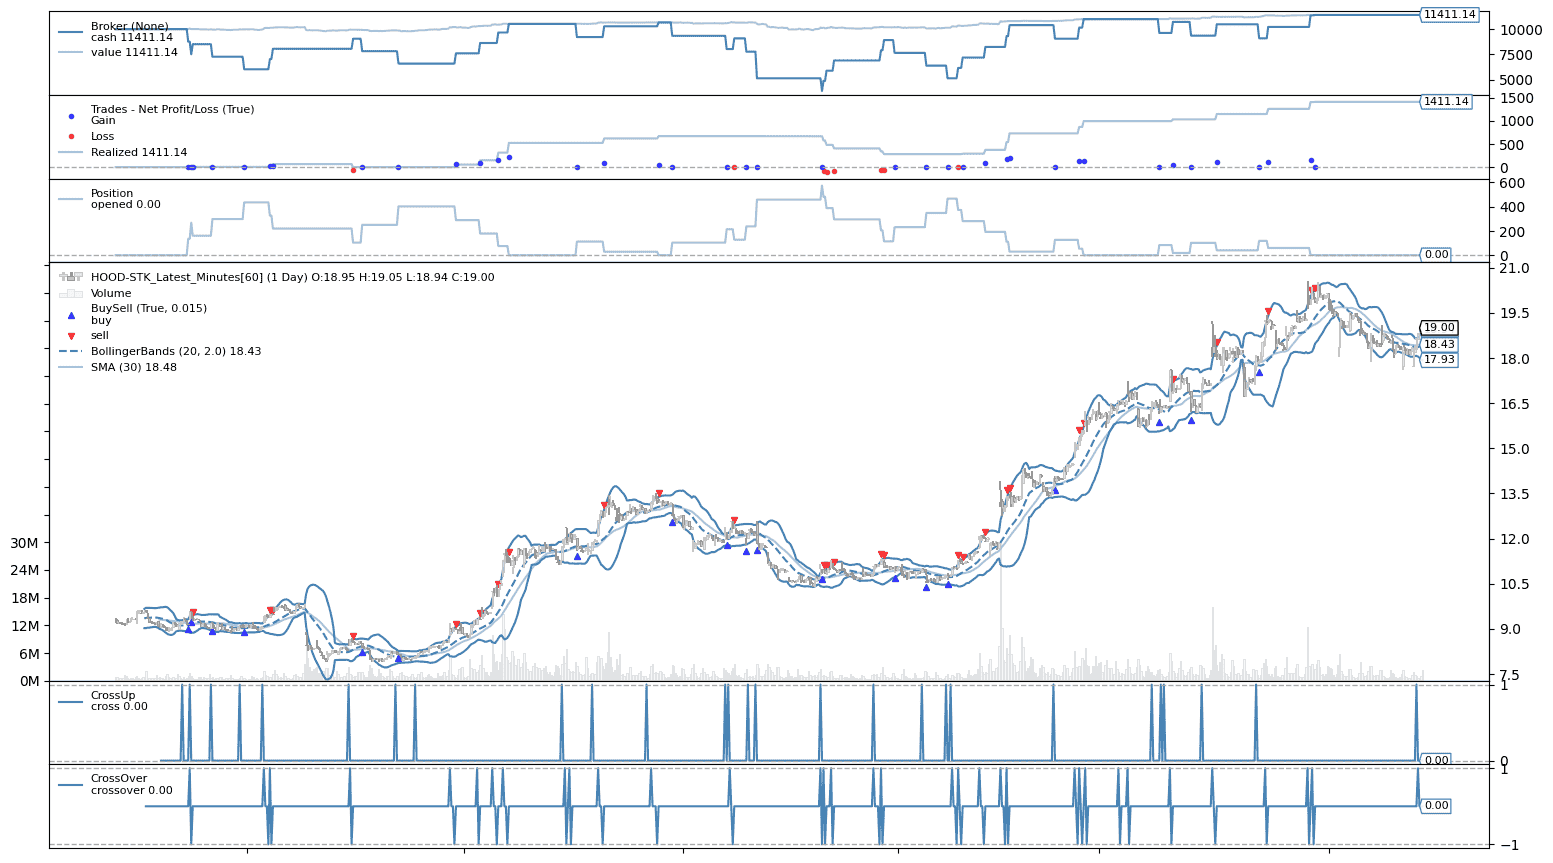 Broker (None)
cash 11411.14
value 11411.14
11411.14
10000
7500
5000
Trades - Net Profit/Loss (True)
Gain
Loss
Realized 1411.14
1411.14
1500
1000
500
0
Position
opened 0.00
0.00
600
400
200
0
HOOD-STK_Latest_Minutes[60] (1 Day) O:18.95 H:19.05 L:18.94 C:19.00
Volume
BuySell (True, 0.015)
buy
sell
BollingerBands (20, 2.0) 18.43
SMA (30) 18.48
19.00
18.43
17.93
21.0
19.5
18.0
16.5
15.0
13.5
12.0
10.5
9.0
7.5
30M
24M
18M
12M
6M
0M
CrossUp
cross 0.00
0.00
1
0
CrossOver
crossover 0.00
0.00
1
−1